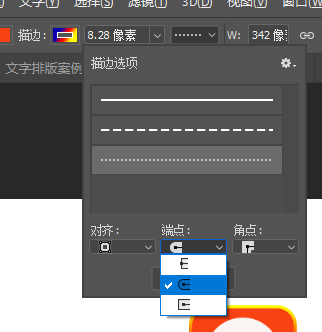 文字(Y) 选择(S) 滤镜(T) 3D(D) 视图(V) 窗口(W)
描边: 8.28 像素 W: 342 像
文字排版案例
描边选项
对齐: 端点: 角点: